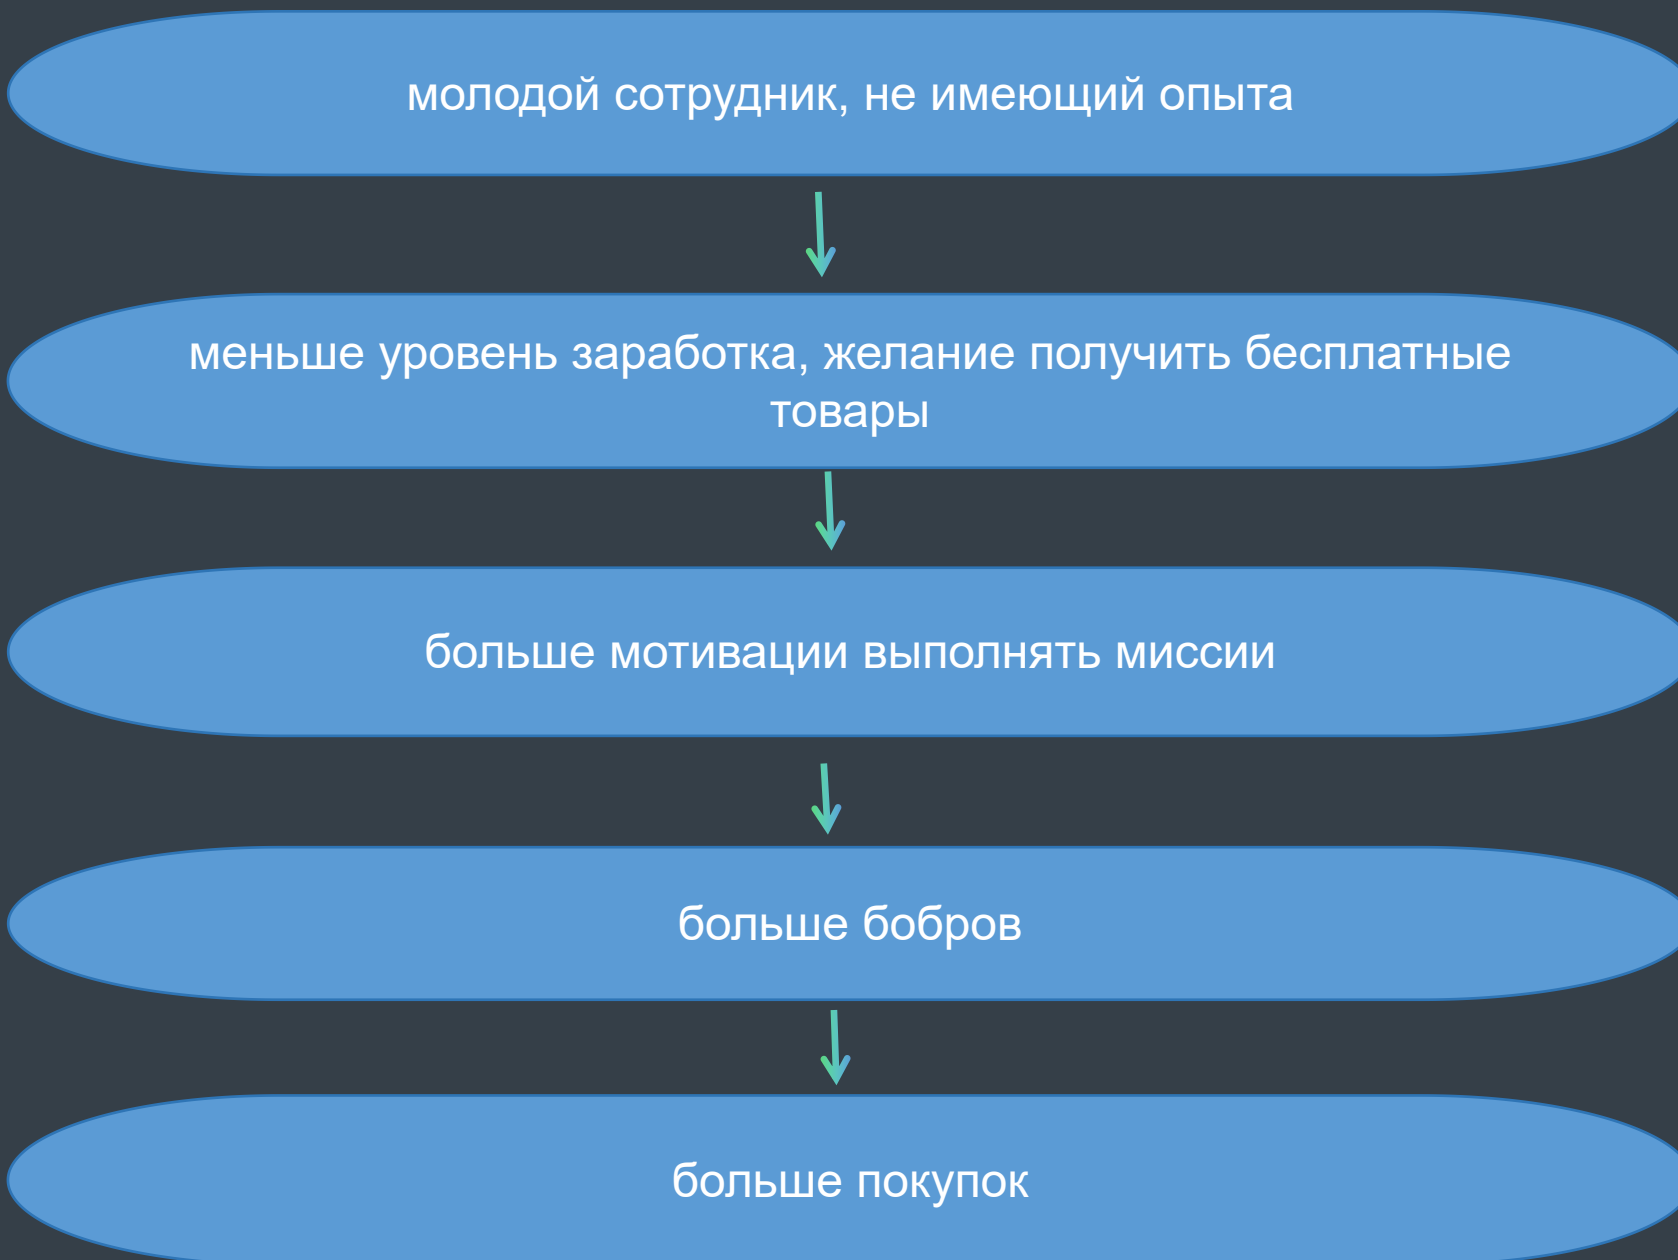 молодой сотрудник, не имеющий опыта
меньше уровень заработка, желание получить бесплатные
товары
больше мотивации выполнять миссии
больше бобров
больше покупок